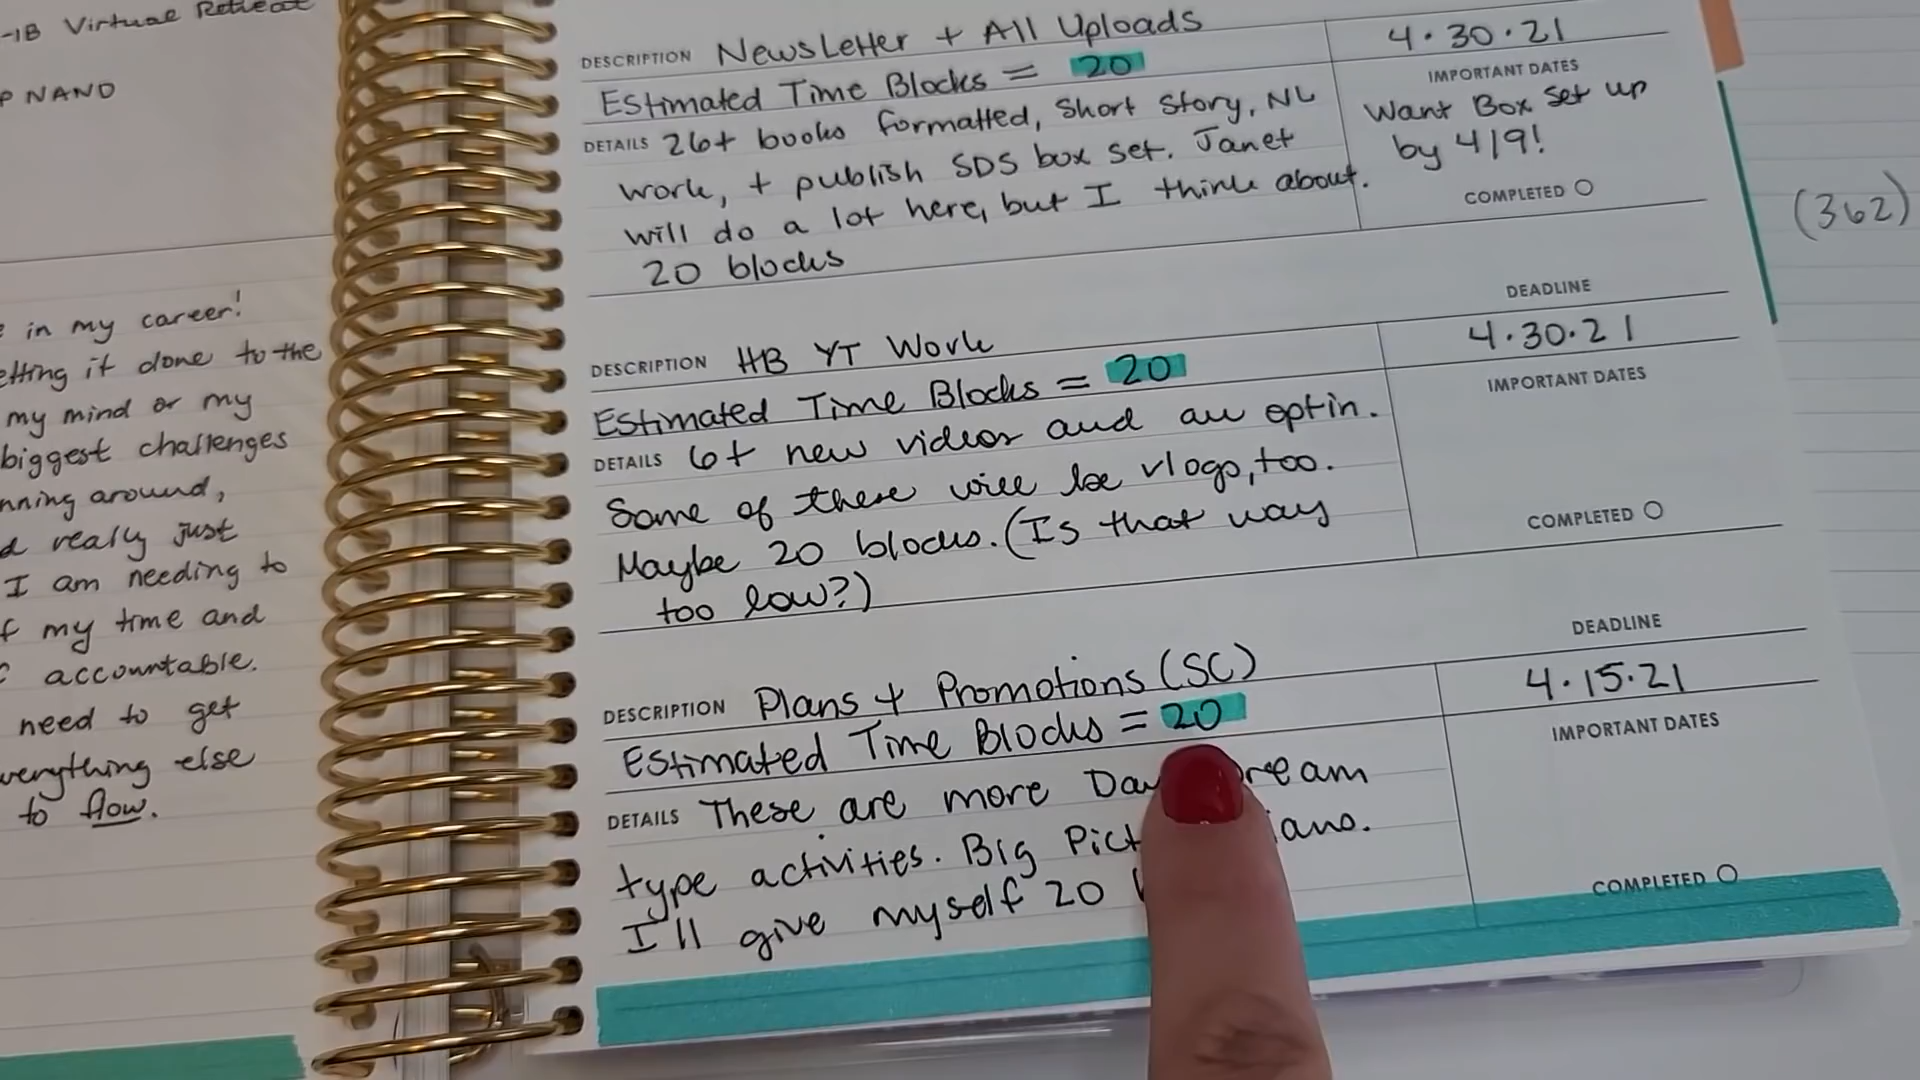 -1B Virtual Retreat
P NAND
in my career!
etting it done to the
my mind or my
biggest challenges
nning around,
d really just
I am needing to
f my time and
accountable.
need to get
verything else
to flow.
DESCRIPTION Newsletter + All Uploads
4.30.21
Estimated Time Blocks = 20
IMPORTANT DATES
DETAILS 26+ books formatted, short story, NL
work, + publish SDS box set. Janet
will do a lot here, but I think about.
20 blocks
Want Box set up
by 4/9!
COMPLETED
(362)
DEADLINE
DESCRIPTION HB YT Work
4.30.21
Estimated Time Blocks = 20
IMPORTANT DATES
DETAILS 6+ new videos and an optin.
Some of these will be vlogs, too.
Maybe 20 blocks. (Is that way
too low?)
COMPLETED
DEADLINE
DESCRIPTION Plans + Promotions (SC)
4.15.21
Estimated Time Blocks = 20
IMPORTANT DATES
DETAILS These are more Day ream
type activities. Big Pict lans.
I'll give myself 20
COMPLETED